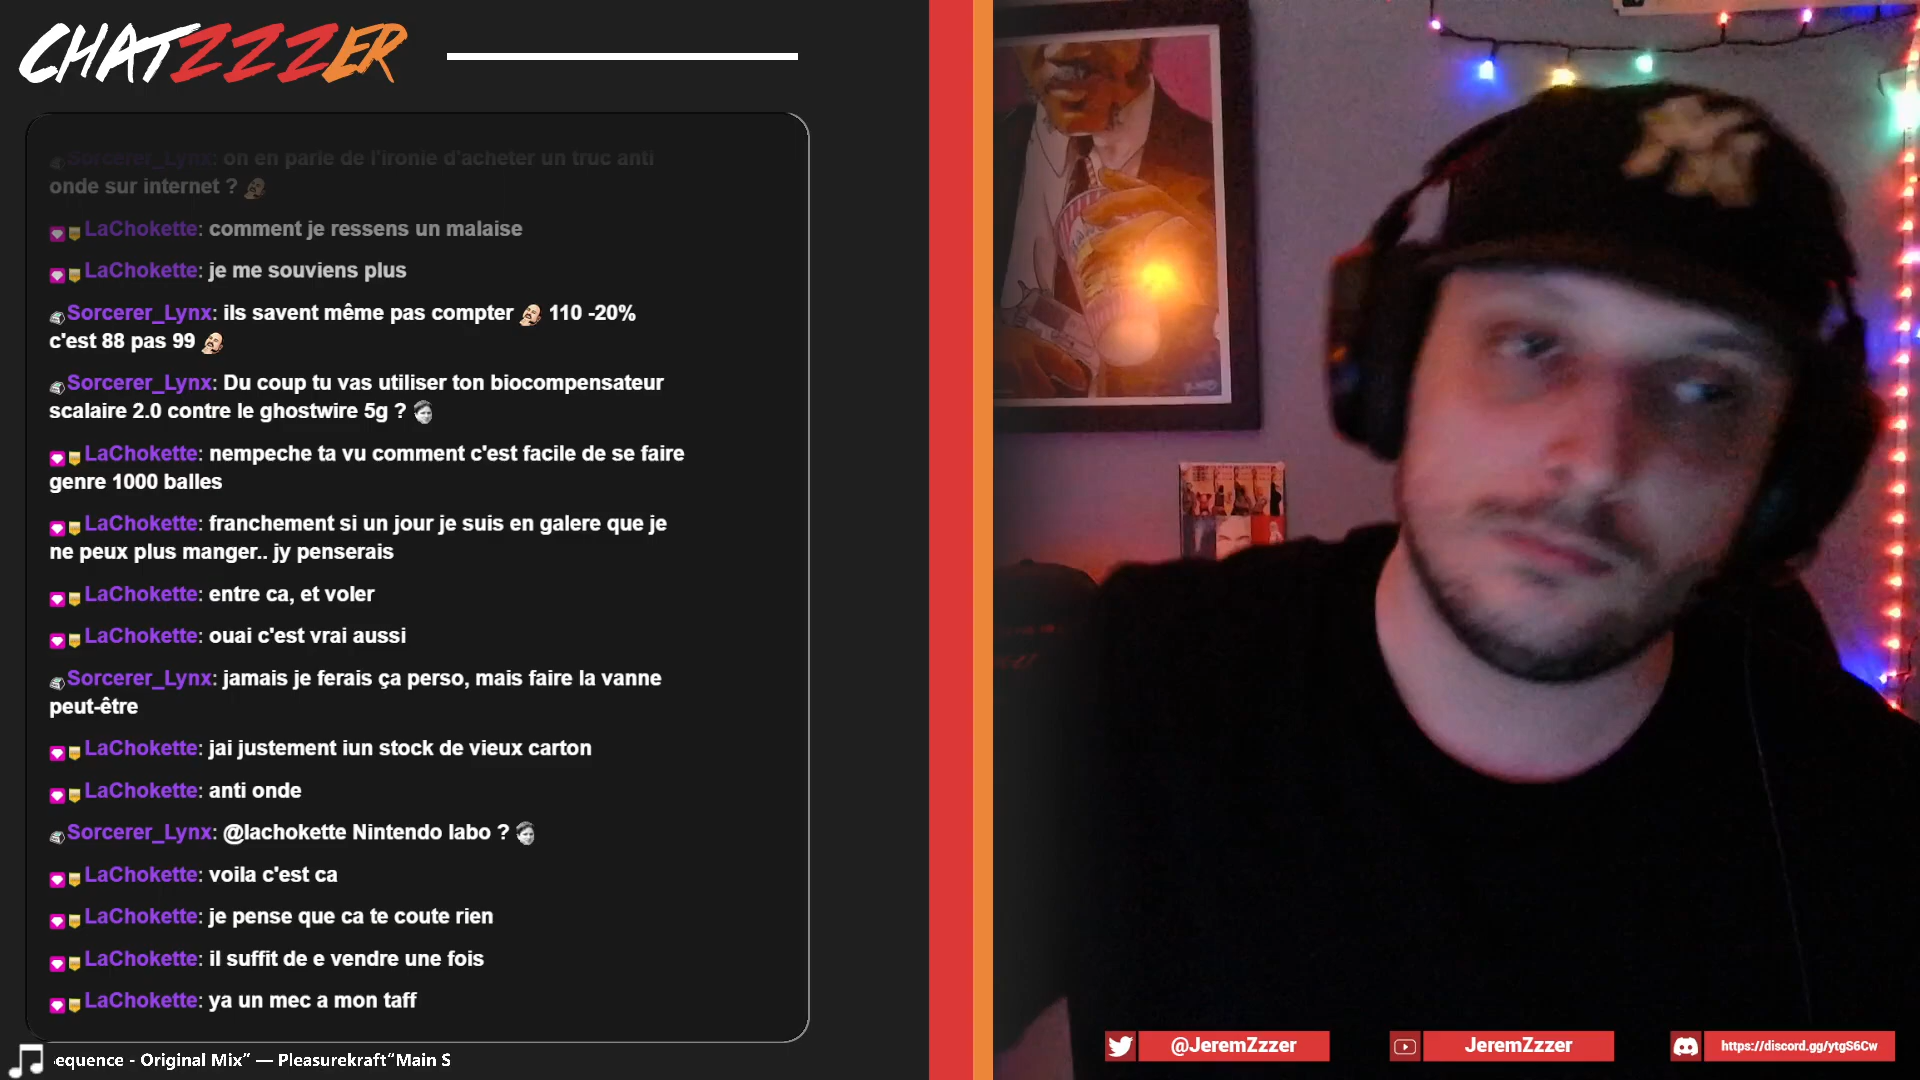 CHATZZZER
Sorcerer_Lynx: on en parle de l'ironie d'acheter un truc anti
onde sur internet ?
LaChokette: comment je ressens un malaise
LaChokette: je me souviens plus
Sorcerer_Lynx: ils savent même pas compter 110 -20%
c'est 88 pas 99
Sorcerer_Lynx: Du coup tu vas utiliser ton biocompensateur
scalaire 2.0 contre le ghostwire 5g ?
LaChokette: nempeche ta vu comment c'est facile de se faire
genre 1000 balles
LaChokette: franchement si un jour je suis en galere que je
ne peux plus manger.. jy penserais
LaChokette: entre ca, et voler
LaChokette: ouai c'est vrai aussi
Sorcerer_Lynx: jamais je ferais ça perso, mais faire la vanne
peut-être
LaChokette: jai justement iun stock de vieux carton
LaChokette: anti onde
Sorcerer_Lynx: @lachokette Nintendo labo ?
LaChokette: voila c'est ca
LaChokette: je pense que ca te coute rien
LaChokette: il suffit de e vendre une fois
LaChokette: ya un mec a mon taff
equence - Original Mix” — Pleasurekraft“Main S
@JeremZzzer
JeremZzzer
https://discord.gg/ytgS6Cw